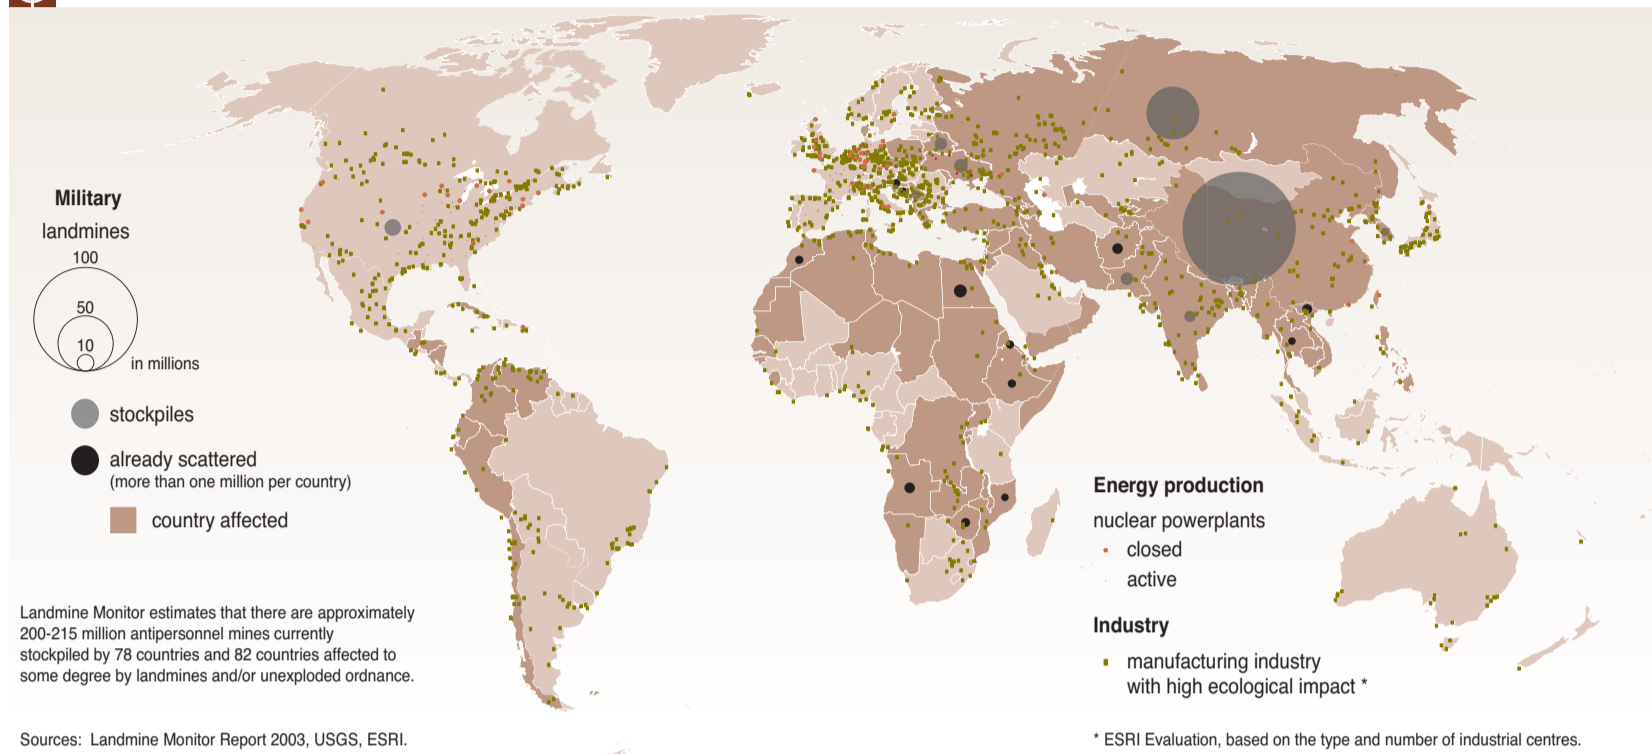 Military
landmines
100
50
10
in millions
stockpiles
already scattered
(more than one million per country)
country affected
Landmine Monitor estimates that there are approximately
200-215 million antipersonnel mines currently
stockpiled by 78 countries and 82 countries affected to
some degree by landmines and/or unexploded ordnance.
Sources: Landmine Monitor Report 2003, USGS, ESRI.
Energy production
nuclear powerplants
closed
active
Industry
manufacturing industry
with high ecological impact *
* ESRI Evaluation, based on the type and number of industrial centres.